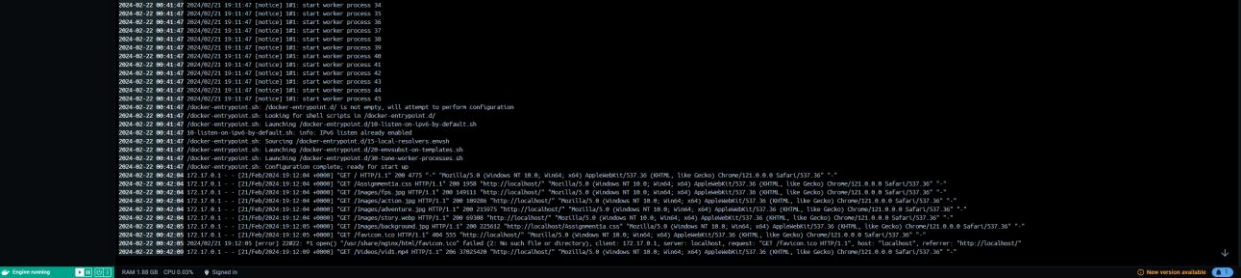 2024-02-22 00:41:47 2024/02/21 19:11:47 [notice] 1#1: start worker process 34
2024-02-22 00:41:47 2024/02/21 19:11:47 [notice] 1#1: start worker process 35
2024-02-22 00:41:47 2024/02/21 19:11:47 [notice] 1#1: start worker process 36
2024-02-22 00:41:47 2024/02/21 19:11:47 [notice] 1#1: start worker process 37
2024-02-22 00:41:47 2024/02/21 19:11:47 [notice] 1#1: start worker process 38
2024-02-22 00:41:47 2024/02/21 19:11:47 [notice] 1#1: start worker process 39
2024-02-22 00:41:47 2024/02/21 19:11:47 [notice] 1#1: start worker process 40
2024-02-22 00:41:47 2024/02/21 19:11:47 [notice] 1#1: start worker process 41
2024-02-22 00:41:47 2024/02/21 19:11:47 [notice] 1#1: start worker process 42
2024-02-22 00:41:47 2024/02/21 19:11:47 [notice] 1#1: start worker process 43
2024-02-22 00:41:47 2024/02/21 19:11:47 [notice] 1#1: start worker process 44
2024-02-22 00:41:47 2024/02/21 19:11:47 [notice] 1#1: start worker process 45
2024-02-22 00:41:47 /docker-entrypoint.sh: /docker-entrypoint.d/ is not empty, will attempt to perform configuration
2024-02-22 00:41:47 /docker-entrypoint.sh: Looking for shell scripts in /docker-entrypoint.d/
2024-02-22 00:41:47 /docker-entrypoint.sh: Launching /docker-entrypoint.d/10-listen-on-ipv6-by-default.sh
2024-02-22 00:41:47 10-listen-on-ipv6-by-default.sh: info: IPv6 listen already enabled
2024-02-22 00:41:47 /docker-entrypoint.sh: Sourcing /docker-entrypoint.d/15-local-resolvers.envsh
2024-02-22 00:41:47 /docker-entrypoint.sh: Launching /docker-entrypoint.d/20-envsubst-on-templates.sh
2024-02-22 00:41:47 /docker-entrypoint.sh: Launching /docker-entrypoint.d/30-tune-worker-processes.sh
2024-02-22 00:41:47 /docker-entrypoint.sh: Configuration complete; ready for start up
2024-02-22 00:42:04 172.17.0.1 - - [21/Feb/2024:19:12:04 +0000] "GET / HTTP/1.1" 200 4775 "-" "Mozilla/5.0 (Windows NT 10.0; Win64; x64) AppleWebKit/537.36 (KHTML, like Gecko) Chrome/121.0.0.0 Safari/537.36" "-"
2024-02-22 00:42:04 172.17.0.1 - - [21/Feb/2024:19:12:04 +0000] "GET /Assignmentia.css HTTP/1.1" 200 1958 "http://localhost/" "Mozilla/5.0 (Windows NT 10.0; Win64; x64) AppleWebKit/537.36 (KHTML, like Gecko) Chrome/121.0.0.0 Safari/537.36" "-"
2024-02-22 00:42:04 172.17.0.1 - - [21/Feb/2024:19:12:04 +0000] "GET /Images/fps.jpg HTTP/1.1" 200 149111 "http://localhost/" "Mozilla/5.0 (Windows NT 10.0; Win64; x64) AppleWebKit/537.36 (KHTML, like Gecko) Chrome/121.0.0.0 Safari/537.36" "-"
2024-02-22 00:42:04 172.17.0.1 - - [21/Feb/2024:19:12:04 +0000] "GET /Images/action.jpg HTTP/1.1" 200 109286 "http://localhost/" "Mozilla/5.0 (Windows NT 10.0; Win64; x64) AppleWebKit/537.36 (KHTML, like Gecko) Chrome/121.0.0.0 Safari/537.36" "-"
2024-02-22 00:42:04 172.17.0.1 - - [21/Feb/2024:19:12:04 +0000] "GET /Images/adventure.jpg HTTP/1.1" 200 215975 "http://localhost/" "Mozilla/5.0 (Windows NT 10.0; Win64; x64) AppleWebKit/537.36 (KHTML, like Gecko) Chrome/121.0.0.0 Safari/537.36" "-"
2024-02-22 00:42:04 172.17.0.1 - - [21/Feb/2024:19:12:04 +0000] "GET /Images/story.webp HTTP/1.1" 200 69308 "http://localhost/" "Mozilla/5.0 (Windows NT 10.0; Win64; x64) AppleWebKit/537.36 (KHTML, like Gecko) Chrome/121.0.0.0 Safari/537.36" "-"
2024-02-22 00:42:05 172.17.0.1 - - [21/Feb/2024:19:12:05 +0000] "GET /Images/background.jpg HTTP/1.1" 200 225612 "http://localhost/Assignmentia.css" "Mozilla/5.0 (Windows NT 10.0; Win64; x64) AppleWebKit/537.36 (KHTML, like Gecko) Chrome/121.0.0.0 Safari/537.36" "-"
2024-02-22 00:42:05 172.17.0.1 - - [21/Feb/2024:19:12:05 +0000] "GET /favicon.ico HTTP/1.1" 404 555 "http://localhost/" "Mozilla/5.0 (Windows NT 10.0; Win64; x64) AppleWebKit/537.36 (KHTML, like Gecko) Chrome/121.0.0.0 Safari/537.36" "-"
2024-02-22 00:42:05 2024/02/21 19:12:05 [error] 22#22: *1 open() "/usr/share/nginx/html/favicon.ico" failed (2: No such file or directory), client: 172.17.0.1, server: localhost, request: "GET /favicon.ico HTTP/1.1", host: "localhost", referrer: "http://localhost/"
2024-02-22 00:42:09 172.17.0.1 - - [21/Feb/2024:19:12:09 +0000] "GET /Videos/vid1.mp4 HTTP/1.1" 206 37025420 "http://localhost/" "Mozilla/5.0 (Windows NT 10.0; Win64; x64) AppleWebKit/537.36 (KHTML, like Gecko) Chrome/121.0.0.0 Safari/537.36" "-"
Engine running RAM 1.88 GB CPU 0.03% Signed in New version available